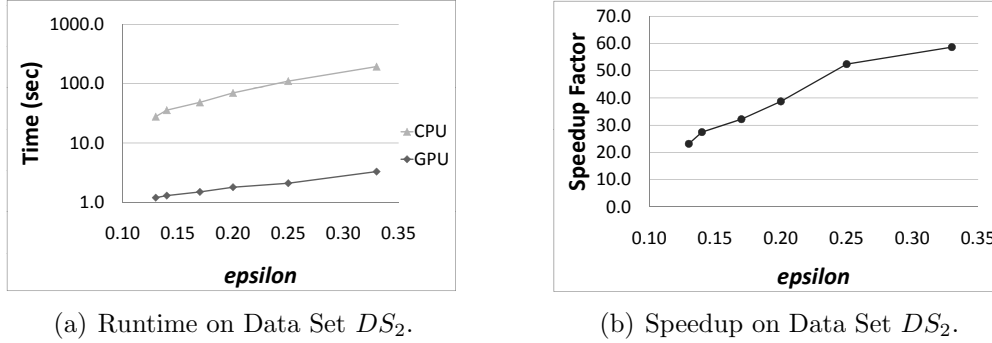 1000.0
100.0
10.0
1.0
Time (sec)
CPU
GPU
0.10 0.15 0.20 0.25 0.30 0.35
epsilon
(a) Runtime on Data Set DS₂.
70.0
60.0
50.0
40.0
30.0
20.0
10.0
0.0
Speedup Factor
0.10 0.15 0.20 0.25 0.30 0.35
epsilon
(b) Speedup on Data Set DS₂.